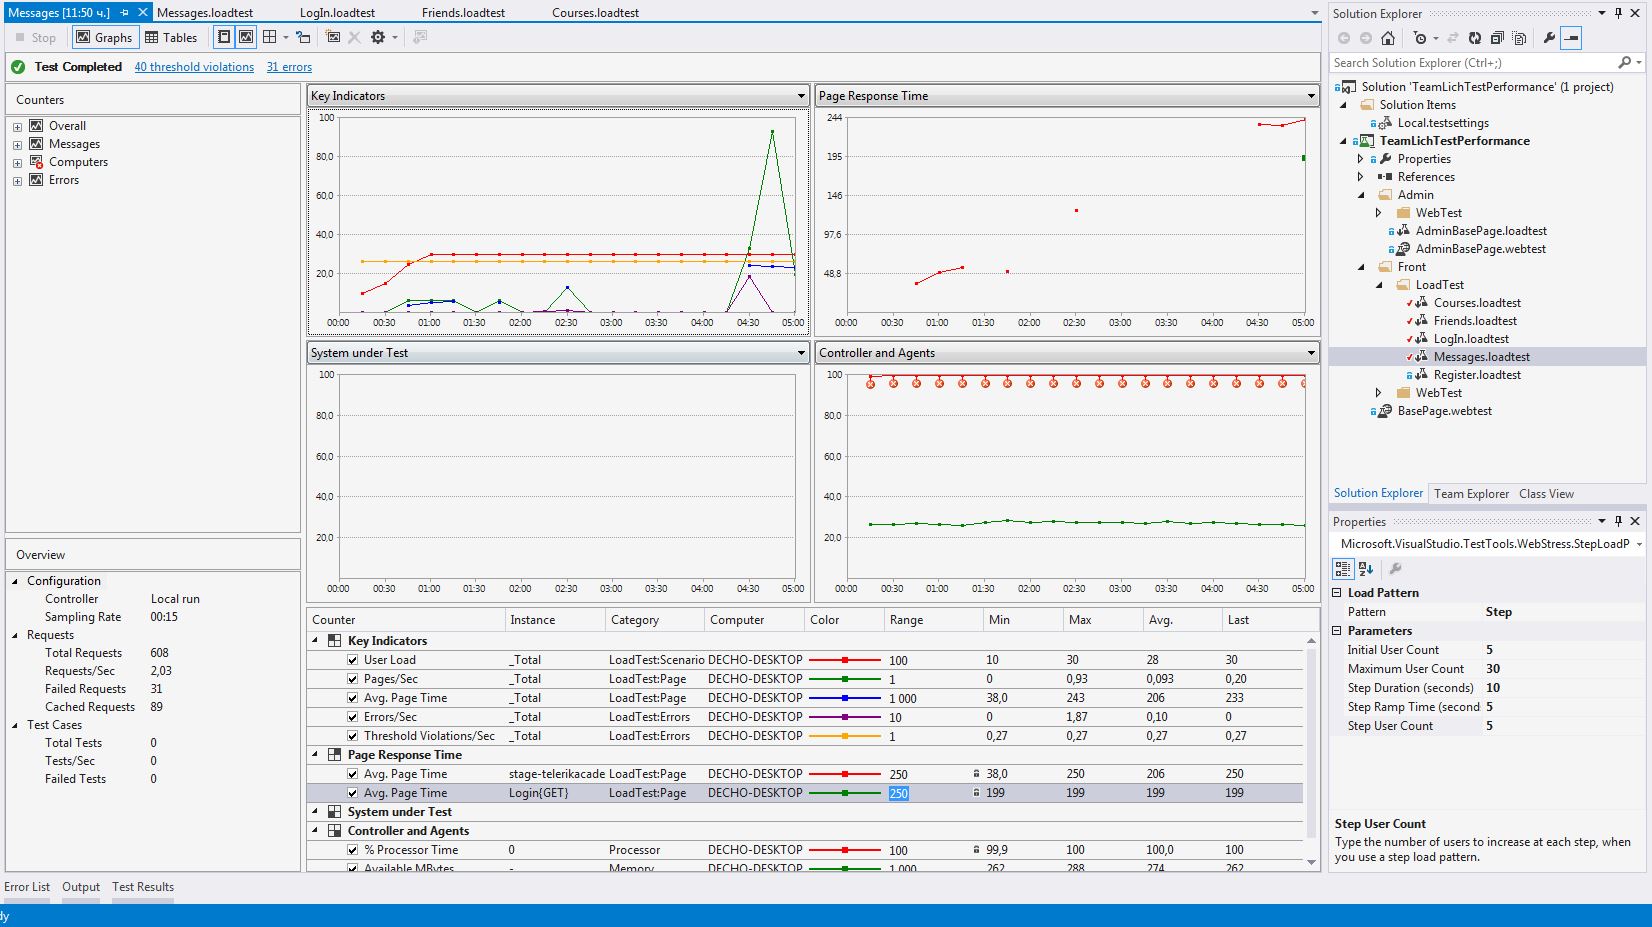 Messages [11:50 ч.] Messages.loadtest LogIn.loadtest Friends.loadtest Courses.loadtest
Stop Graphs Tables
Test Completed 40 threshold violations 31 errors
Counters
Overall
Messages
Computers
Errors
Overview
Configuration
Controller Local run
Sampling Rate 00:15
Requests
Total Requests 608
Requests/Sec 2,03
Failed Requests 31
Cached Requests 89
Test Cases
Total Tests 0
Tests/Sec 0
Failed Tests 0
Key Indicators
100
80,0
60,0
40,0
20,0
00:00 00:30 01:00 01:30 02:00 02:30 03:00 03:30 04:00 04:30 05:00
Page Response Time
244
195
146
97,6
48,8
00:00 00:30 01:00 01:30 02:00 02:30 03:00 03:30 04:00 04:30 05:00
System under Test
100
80,0
60,0
40,0
20,0
00:00 00:30 01:00 01:30 02:00 02:30 03:00 03:30 04:00 04:30 05:00
Controller and Agents
100
80,0
60,0
40,0
20,0
00:00 00:30 01:00 01:30 02:00 02:30 03:00 03:30 04:00 04:30 05:00
Counter Instance Category Computer Color Range Min Max Avg. Last
Key Indicators
User Load _Total LoadTest:Scenario DECHO-DESKTOP 100 10 30 28 30
Pages/Sec _Total LoadTest:Page DECHO-DESKTOP 1 0 0,93 0,093 0,20
Avg. Page Time _Total LoadTest:Page DECHO-DESKTOP 1 000 38,0 243 206 233
Errors/Sec _Total LoadTest:Errors DECHO-DESKTOP 10 0 1,87 0,10 0
Threshold Violations/Sec _Total LoadTest:Errors DECHO-DESKTOP 1 0,27 0,27 0,27 0,27
Page Response Time
Avg. Page Time stage-telerikacade LoadTest:Page DECHO-DESKTOP 250 38,0 250 206 250
Avg. Page Time Login{GET} LoadTest:Page DECHO-DESKTOP 250 199 199 199 199
System under Test
Controller and Agents
% Processor Time 0 Processor DECHO-DESKTOP 100 99,9 100 100,0 100
Available MBytes - Memory DECHO-DESKTOP 1 000 262 288 274 262
Error List Output Test Results
dy
Solution Explorer
Search Solution Explorer (Ctrl+;)
Solution 'TeamLichTestPerformance' (1 project)
Solution Items
Local.testsettings
TeamLichTestPerformance
Properties
References
Admin
WebTest
AdminBasePage.loadtest
AdminBasePage.webtest
Front
LoadTest
Courses.loadtest
Friends.loadtest
LogIn.loadtest
Messages.loadtest
Register.loadtest
WebTest
BasePage.webtest
Solution Explorer Team Explorer Class View
Properties
Microsoft.VisualStudio.TestTools.WebStress.StepLoadP
Load Pattern
Pattern Step
Parameters
Initial User Count 5
Maximum User Count 30
Step Duration (seconds) 10
Step Ramp Time (second: 5
Step User Count 5
Step User Count
Type the number of users to increase at each step, when
you use a step load pattern.